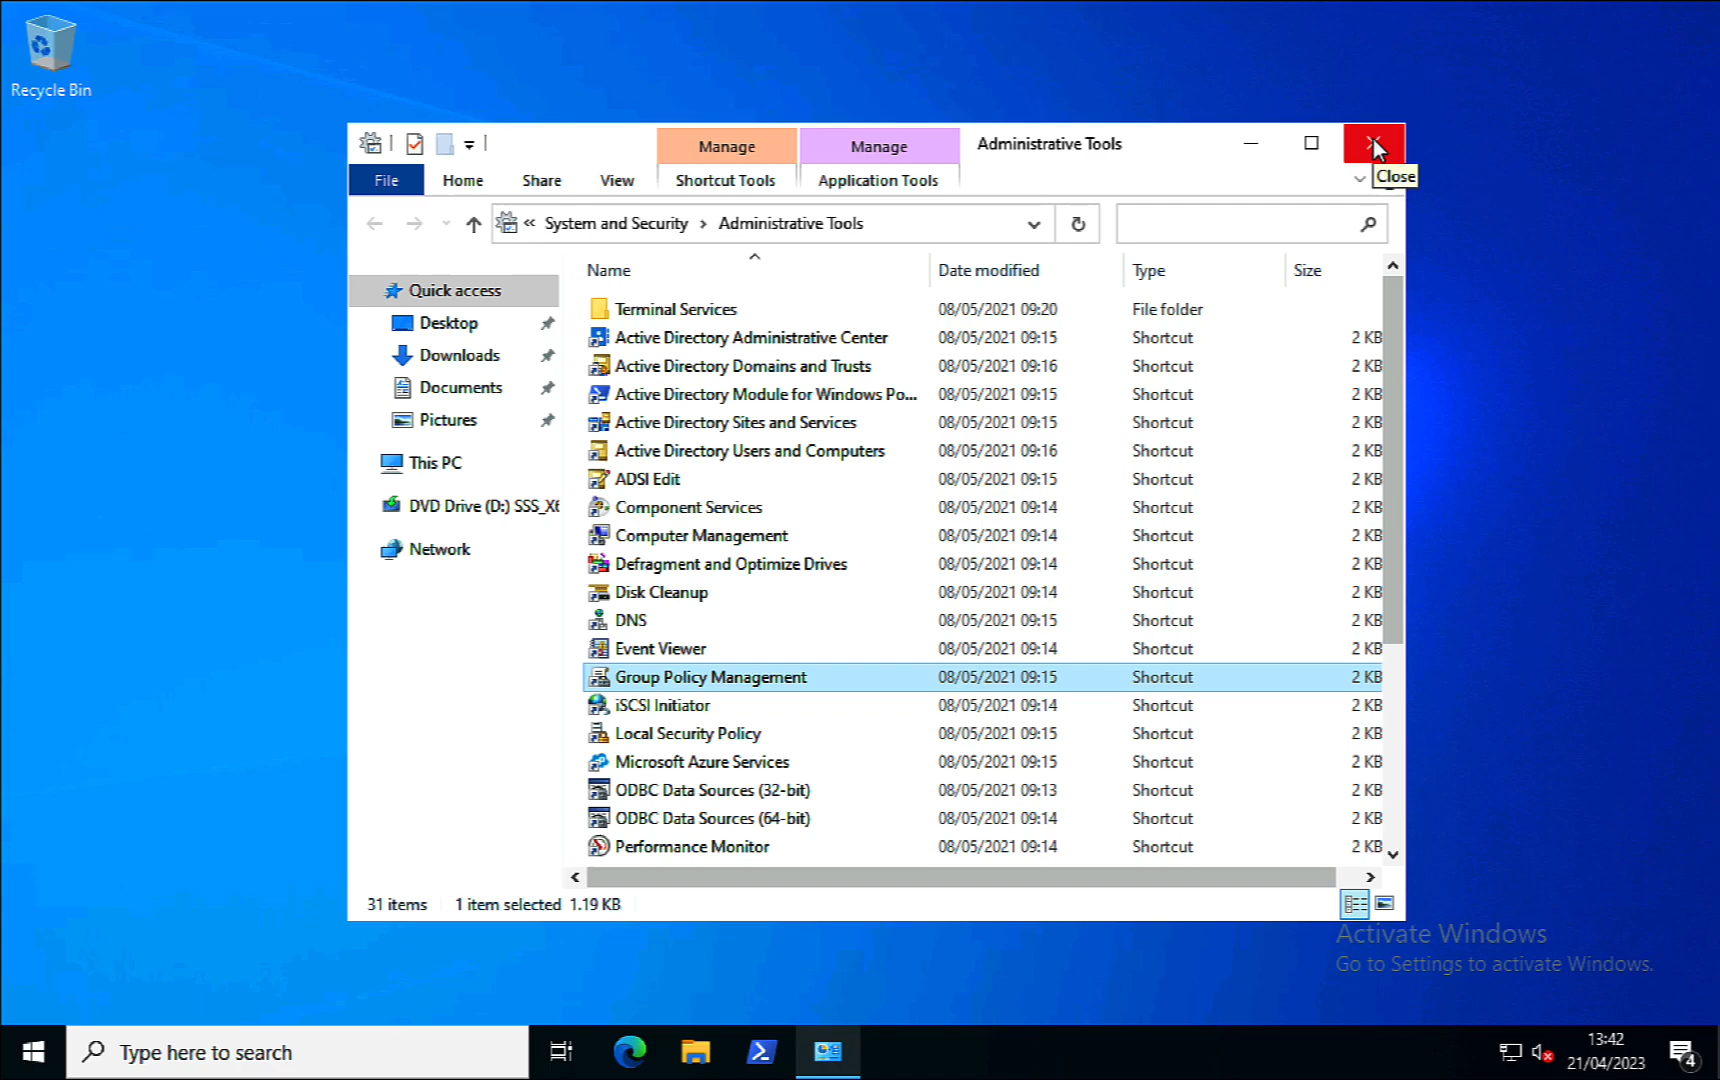 Recycle Bin
Manage
Manage
Administrative Tools
File
Home
Share
View
Shortcut Tools
Application Tools
Close
« System and Security › Administrative Tools
Name
Date modified
Type
Size
Quick access
Desktop
Downloads
Documents
Pictures
This PC
DVD Drive (D:) SSS_X6
Network
Terminal Services 08/05/2021 09:20 File folder
Active Directory Administrative Center 08/05/2021 09:15 Shortcut 2 KB
Active Directory Domains and Trusts 08/05/2021 09:16 Shortcut 2 KB
Active Directory Module for Windows Po... 08/05/2021 09:15 Shortcut 2 KB
Active Directory Sites and Services 08/05/2021 09:15 Shortcut 2 KB
Active Directory Users and Computers 08/05/2021 09:16 Shortcut 2 KB
ADSI Edit 08/05/2021 09:15 Shortcut 2 KB
Component Services 08/05/2021 09:14 Shortcut 2 KB
Computer Management 08/05/2021 09:14 Shortcut 2 KB
Defragment and Optimize Drives 08/05/2021 09:14 Shortcut 2 KB
Disk Cleanup 08/05/2021 09:14 Shortcut 2 KB
DNS 08/05/2021 09:15 Shortcut 2 KB
Event Viewer 08/05/2021 09:14 Shortcut 2 KB
Group Policy Management 08/05/2021 09:15 Shortcut 2 KB
iSCSI Initiator 08/05/2021 09:14 Shortcut 2 KB
Local Security Policy 08/05/2021 09:15 Shortcut 2 KB
Microsoft Azure Services 08/05/2021 09:15 Shortcut 2 KB
ODBC Data Sources (32-bit) 08/05/2021 09:13 Shortcut 2 KB
ODBC Data Sources (64-bit) 08/05/2021 09:14 Shortcut 2 KB
Performance Monitor 08/05/2021 09:14 Shortcut 2 KB
31 items 1 item selected 1.19 KB
Activate Windows
Go to Settings to activate Windows.
Type here to search
13:42
21/04/2023
4